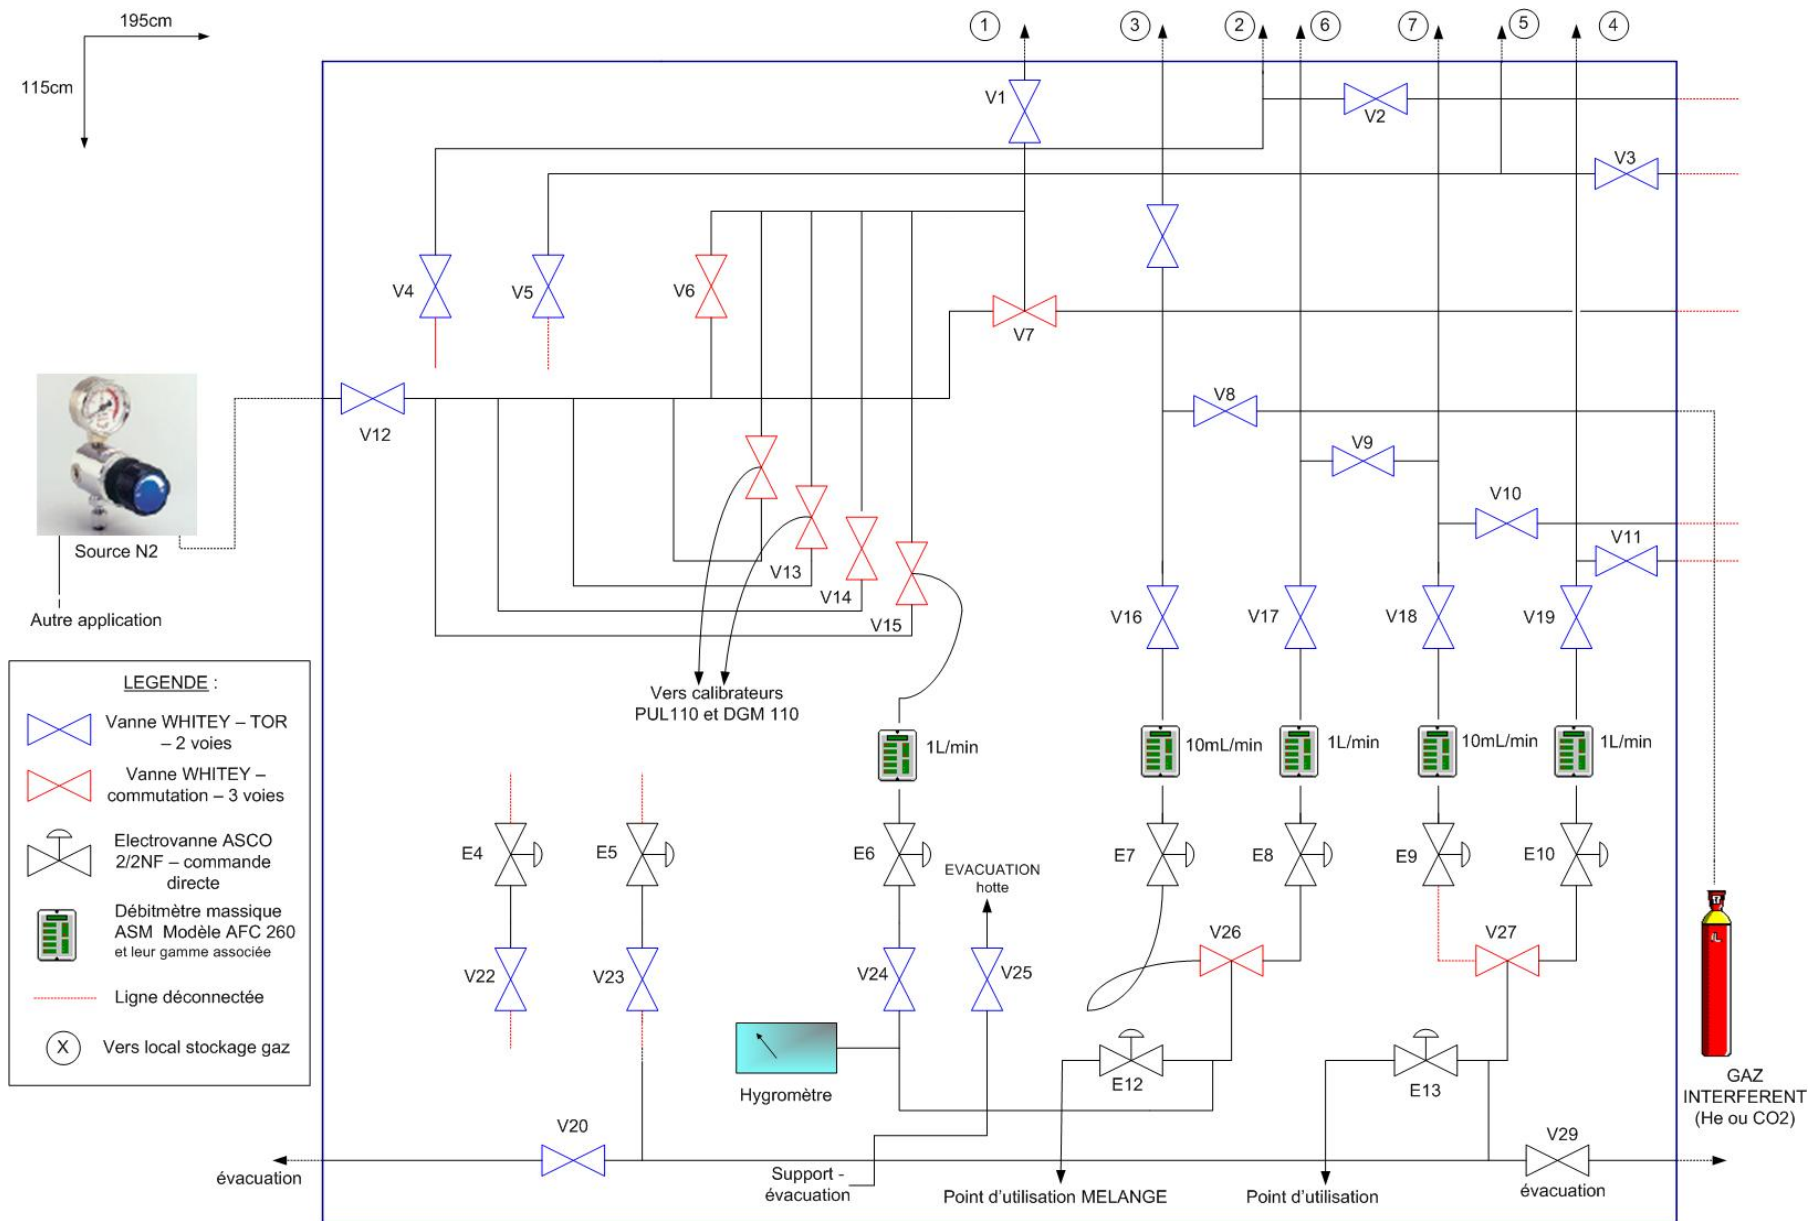 195cm
115cm
1
3
2
6
7
5
4
V1
V2
V3
V4
V5
V6
V7
V12
V8
V9
V10
V11
Source N2
Autre application
V13
V14
V15
V16
V17
V18
V19
Vers calibrateurs
PUL110 et DGM 110
LEGENDE :
Vanne WHITEY – TOR
– 2 voies
Vanne WHITEY –
commutation – 3 voies
Electrovanne ASCO
2/2NF – commande
directe
Débitmètre massique
ASM Modèle AFC 260
et leur gamme associée
Ligne déconnectée
X
Vers local stockage gaz
1L/min
10mL/min
1L/min
10mL/min
1L/min
E4
E5
E6
E7
E8
E9
E10
EVACUATION
hotte
V22
V23
V24
V25
V26
V27
Hygromètre
E12
E13
GAZ
INTERFERENT
(He ou CO2)
V20
V29
évacuation
Support -
évacuation
Point d'utilisation MELANGE
Point d'utilisation
évacuation